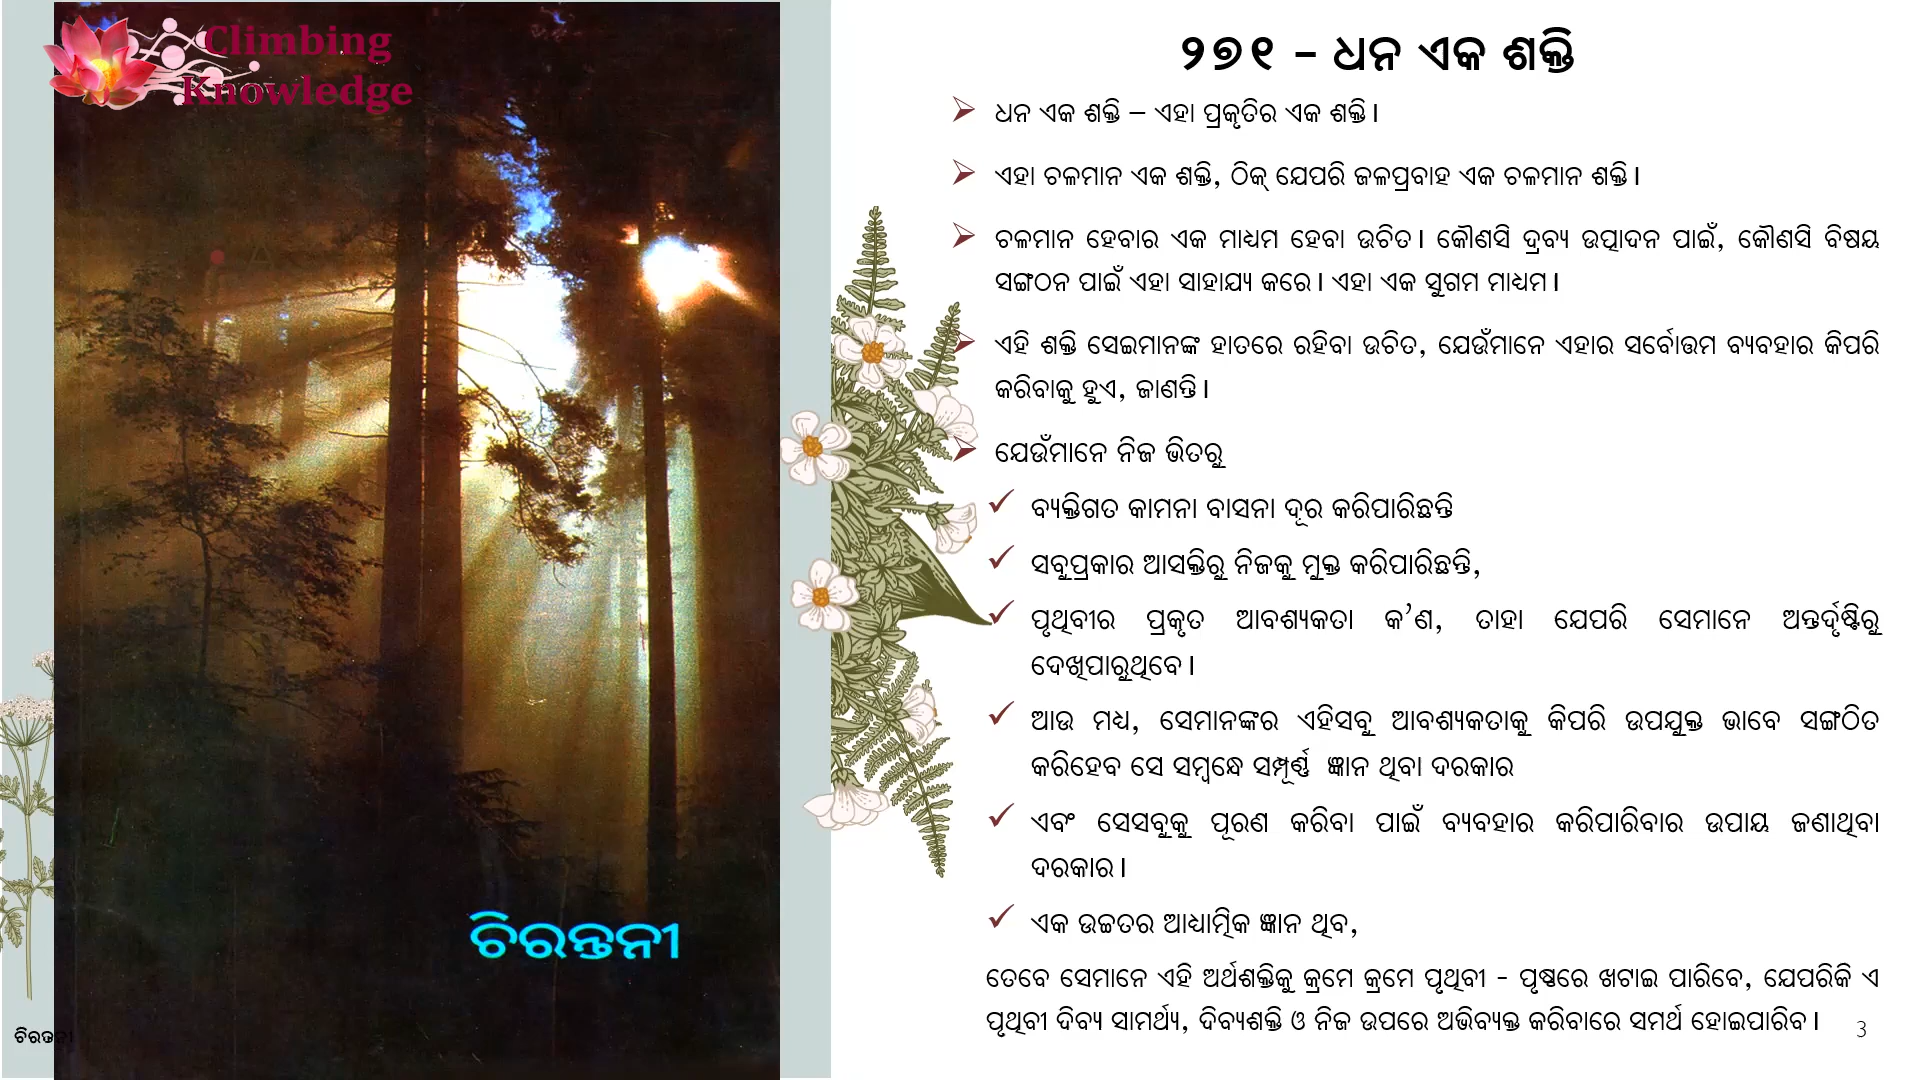 Climbing
Knowledge
୨୭୧ – ଧନ ଏକ ଶକ୍ତି
ଧନ ଏକ ଶକ୍ତି – ଏହା ପ୍ରକୃତିର ଏକ ଶକ୍ତି।
ଏହା ଚଳମାନ ଏକ ଶକ୍ତି, ଠିକ୍ ଯେପରି ଜଳପ୍ରବାହ ଏକ ଚଳମାନ ଶକ୍ତି।
ଚଳମାନ ହେବାର ଏକ ମାଧ୍ୟମ ହେବା ଉଚିତ। କୌଣସି ଦ୍ରବ୍ୟ ଉତ୍ପାଦନ ପାଇଁ, କୌଣସି ବିଷୟ
ସଙ୍ଗଠନ ପାଇଁ ଏହା ସାହାଯ୍ୟ କରେ। ଏହା ଏକ ସୁଗମ ମାଧ୍ୟମ।
ଏହି ଶକ୍ତି ସେଇମାନଙ୍କ ହାତରେ ରହିବା ଉଚିତ, ଯେଉଁମାନେ ଏହାର ସର୍ବୋତ୍ତମ ବ୍ୟବହାର କିପରି
କରିବାକୁ ହୁଏ, ଜାଣନ୍ତି।
ଯେଉଁମାନେ ନିଜ ଭିତରୁ
ବ୍ୟକ୍ତିଗତ କାମନା ବାସନା ଦୂର କରିପାରିଛନ୍ତି
ସବୁପ୍ରକାର ଆସକ୍ତିରୁ ନିଜକୁ ମୁକ୍ତ କରିପାରିଛନ୍ତି,
ପୃଥିବୀର ପ୍ରକୃତ ଆବଶ୍ୟକତା କ’ଣ, ତାହା ଯେପରି ସେମାନେ ଅନ୍ତର୍ଦୃଷ୍ଟିରୁ
ଦେଖିପାରୁଥିବେ।
ଆଉ ମଧ୍ୟ, ସେମାନଙ୍କର ଏହିସବୁ ଆବଶ୍ୟକତାକୁ କିପରି ଉପଯୁକ୍ତ ଭାବେ ସଙ୍ଗଠିତ
କରିହେବ ସେ ସମ୍ବନ୍ଧେ ସମ୍ପୂର୍ଣ୍ଣ ଜ୍ଞାନ ଥିବା ଦରକାର
ଏବଂ ସେସବୁକୁ ପୂରଣ କରିବା ପାଇଁ ବ୍ୟବହାର କରିପାରିବାର ଉପାୟ ଜଣାଥିବା
ଦରକାର।
ଏକ ଉଚ୍ଚତର ଆଧ୍ୟାତ୍ମିକ ଜ୍ଞାନ ଥିବ,
ତେବେ ସେମାନେ ଏହି ଅର୍ଥଶକ୍ତିକୁ କ୍ରମେ କ୍ରମେ ପୃଥିବୀ - ପୃଷ୍ଠରେ ଖଟାଇ ପାରିବେ, ଯେପରିକି ଏ
ପୃଥିବୀ ଦିବ୍ୟ ସାମର୍ଥ୍ୟ, ଦିବ୍ୟଶକ୍ତି ଓ ନିଜ ଉପରେ ଅଭିବ୍ୟକ୍ତ କରିବାରେ ସମର୍ଥ ହୋଇପାରିବ।
ଚିରନ୍ତନୀ
ଚିରନ୍ତନୀ
3